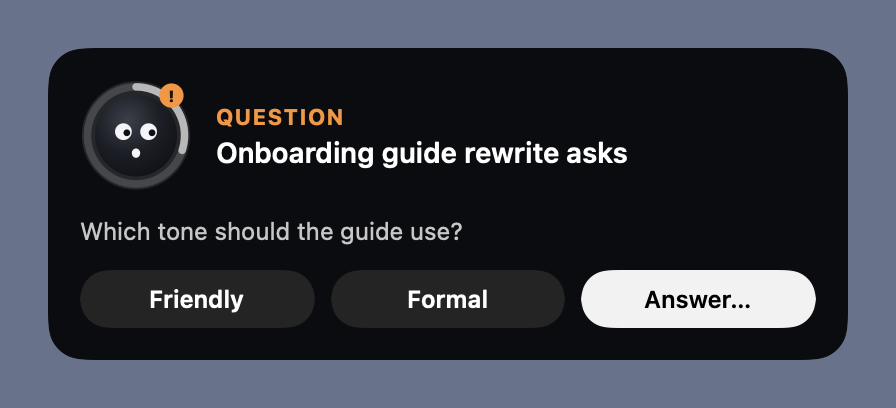 !
QUESTION
Onboarding guide rewrite asks
Which tone should the guide use?
Friendly
Formal
Answer...